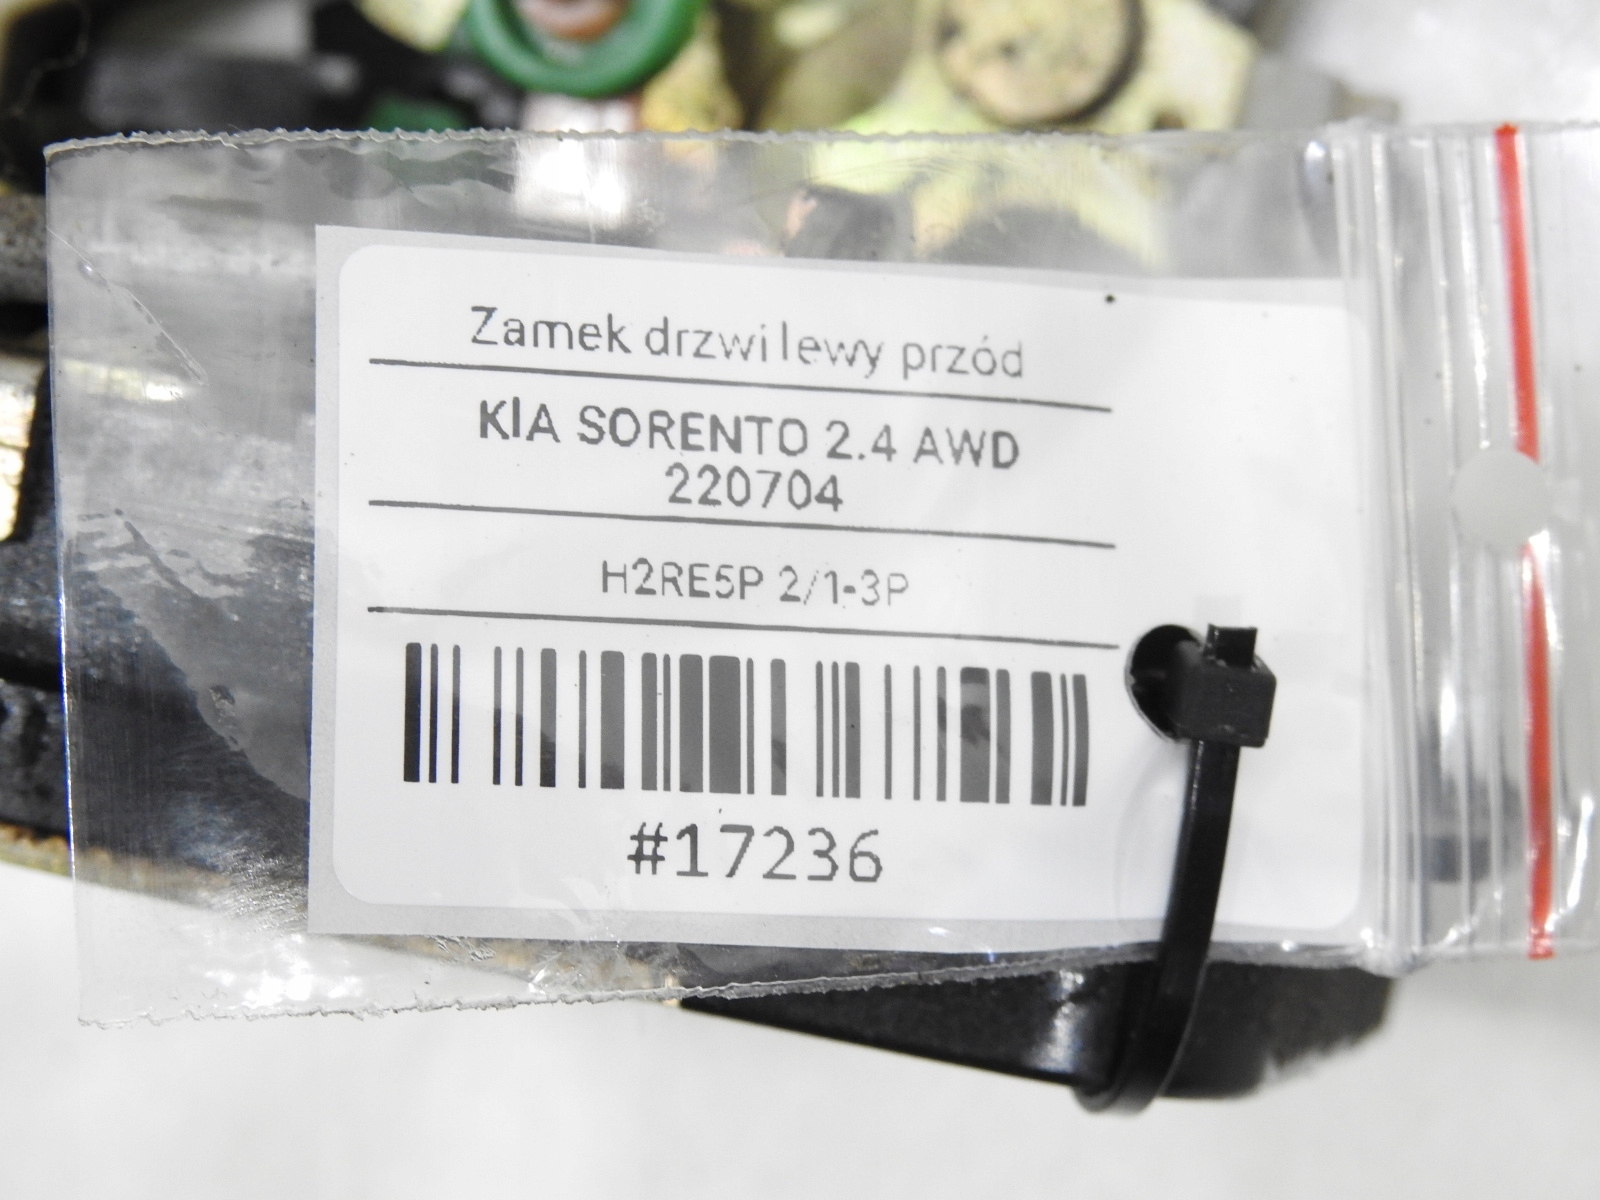 Zamek drzwi lewy przód
KIA SORENTO 2.4 AWD
220704
H2RE5P 2/1-3P
#17236